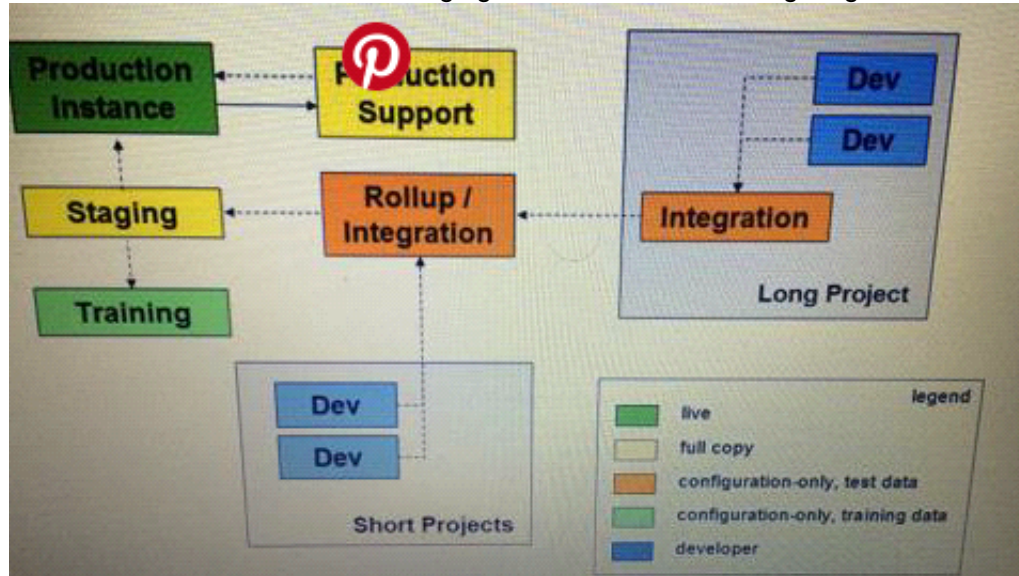 Production
Instance
Production
Support
Dev
Dev
Staging
Rollup /
Integration
Integration
Training
Long Project
Dev
Dev
Short Projects
legend
live
full copy
configuration-only, test data
configuration-only, training data
developer